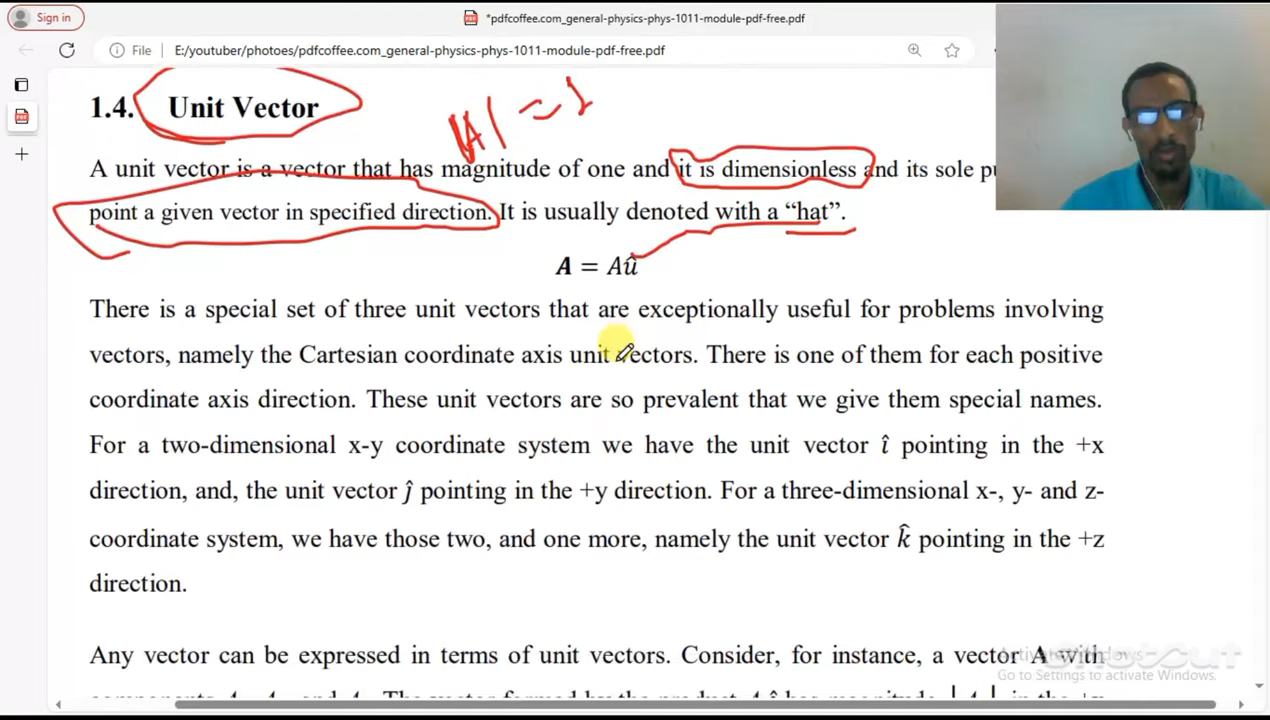 Sign in
*pdfcoffee.com_general-physics-phys-1011-module-pdf-free.pdf
File
E:/youtuber/photoes/pdfcoffee.com_general-physics-phys-1011-module-pdf-free.pdf
1.4. Unit Vector
A unit vector is a vector that has magnitude of one and it is dimensionless and its sole
point a given vector in specified direction. It is usually denoted with a “hat”.
A = Aû
There is a special set of three unit vectors that are exceptionally useful for problems involving
vectors, namely the Cartesian coordinate axis unit vectors. There is one of them for each positive
coordinate axis direction. These unit vectors are so prevalent that we give them special names.
For a two-dimensional x-y coordinate system we have the unit vector î pointing in the +x
direction, and, the unit vector ĵ pointing in the +y direction. For a three-dimensional x-, y- and z-
coordinate system, we have those two, and one more, namely the unit vector k̂ pointing in the +z
direction.
Any vector can be expressed in terms of unit vectors. Consider, for instance, a vector A with
Activate Windows
Go to Settings to activate Windows.